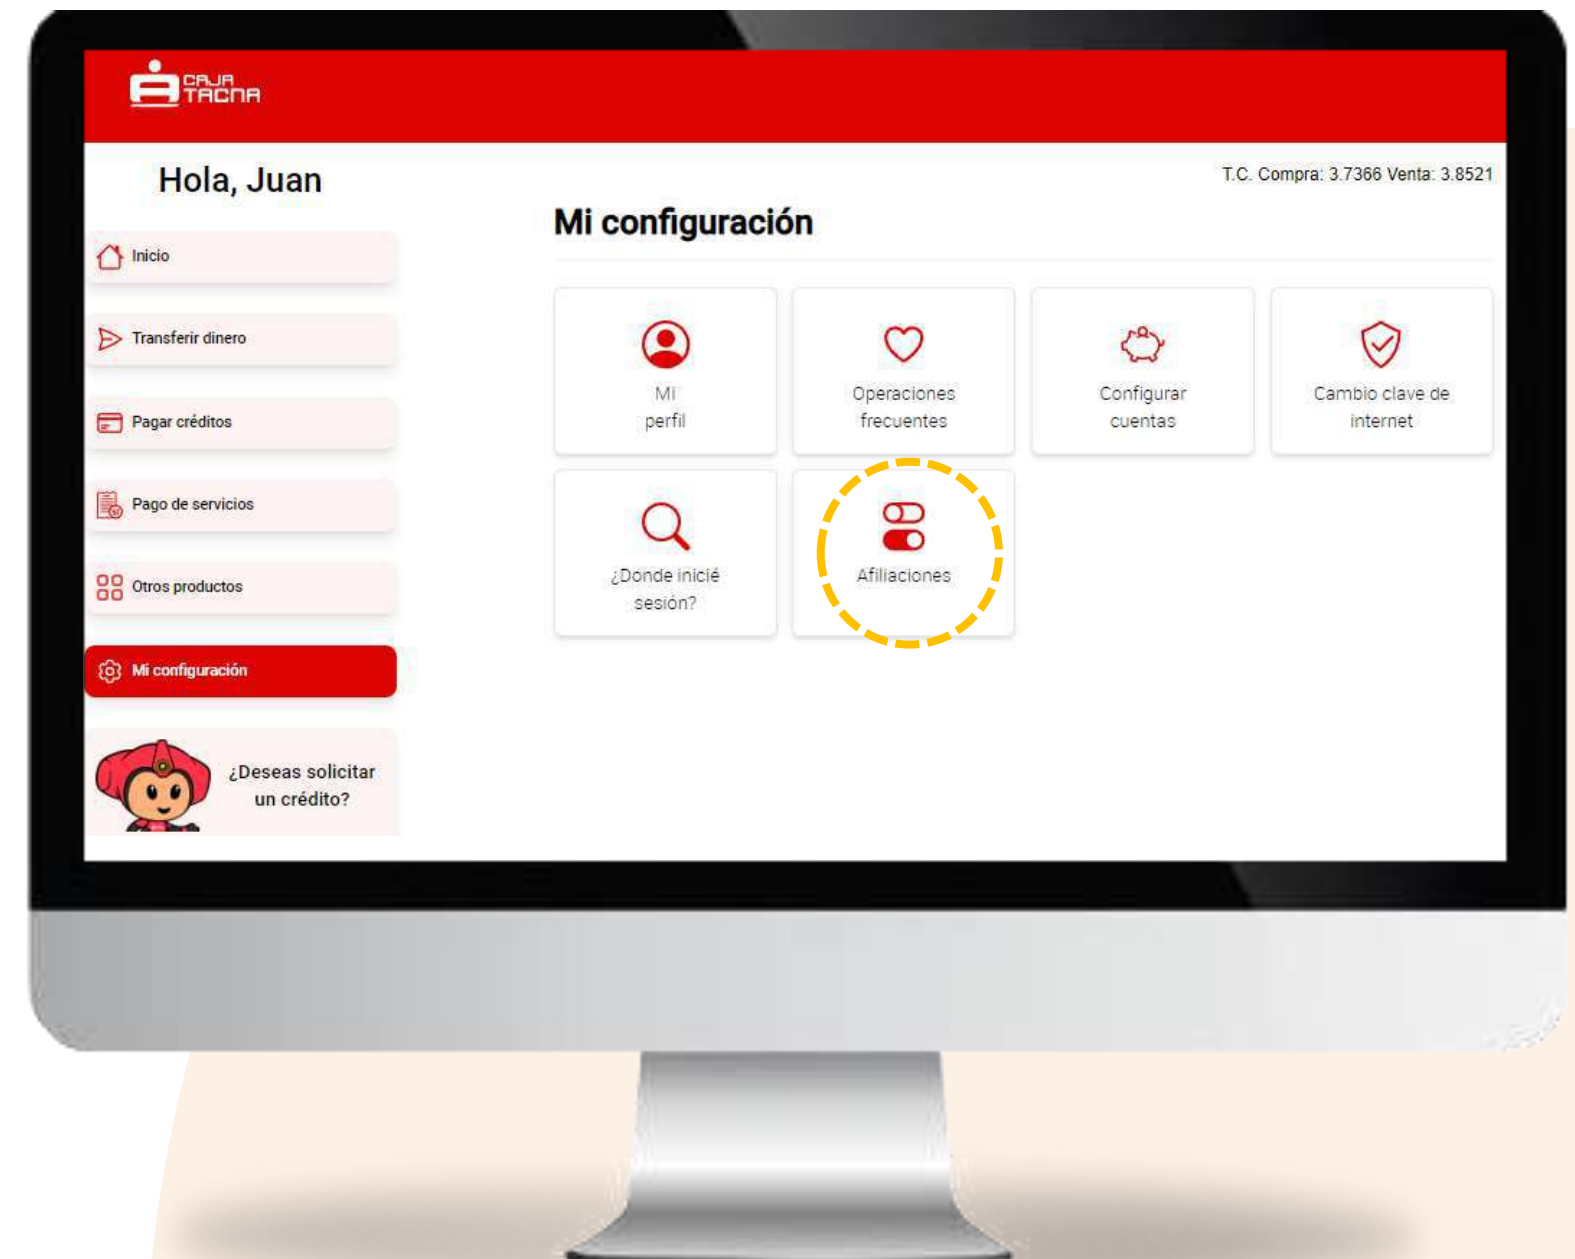 CAJA
TACNA
Hola, Juan
T.C. Compra: 3.7366 Venta: 3.8521
Mi configuración
Inicio
Transferir dinero
Pagar créditos
Pago de servicios
Otros productos
Mi configuración
¿Deseas solicitar
un crédito?
Mi
perfil
Operaciones
frecuentes
Configurar
cuentas
Cambio clave de
internet
¿Donde inicié
sesión?
Afiliaciones